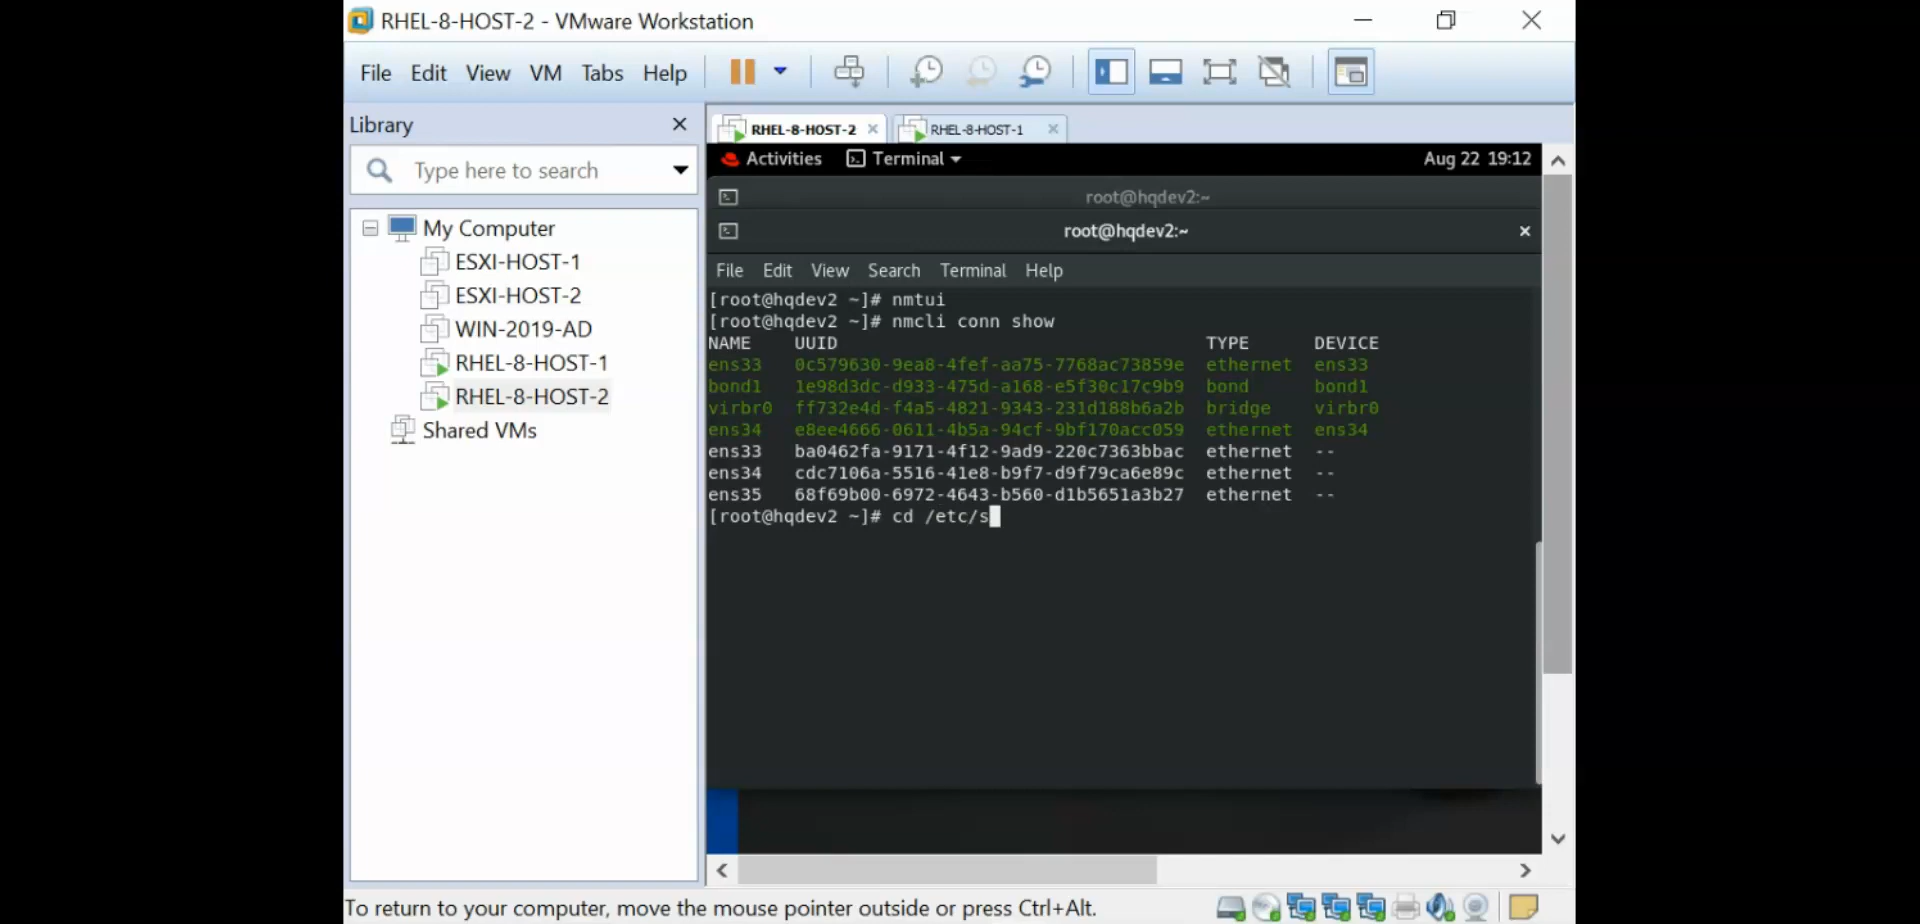 RHEL-8-HOST-2 - VMware Workstation
File Edit View VM Tabs Help
Library
Type here to search
My Computer
ESXI-HOST-1
ESXI-HOST-2
WIN-2019-AD
RHEL-8-HOST-1
RHEL-8-HOST-2
Shared VMs
RHEL-8-HOST-2 RHEL-8-HOST-1
Activities Terminal Aug 22 19:12
root@hqdev2:~
root@hqdev2:~
File Edit View Search Terminal Help
[root@hqdev2 ~]# nmtui
[root@hqdev2 ~]# nmcli conn show
NAME UUID TYPE DEVICE
ens33 0c579630-9ea8-4fef-aa75-7768ac73859e ethernet ens33
bond1 1e98d3dc-d933-475d-a168-e5f30c17c9b9 bond bond1
virbr0 ff732e4d-f4a5-4821-9343-231d188b6a2b bridge virbr0
ens34 e8ee4666-0611-4b5a-94cf-9bf170acc059 ethernet ens34
ens33 ba0462fa-9171-4f12-9ad9-220c7363bbac ethernet --
ens34 cdc7106a-5516-41e8-b9f7-d9f79ca6e89c ethernet --
ens35 68f69b00-6972-4643-b560-d1b5651a3b27 ethernet --
[root@hqdev2 ~]# cd /etc/s
To return to your computer, move the mouse pointer outside or press Ctrl+Alt.